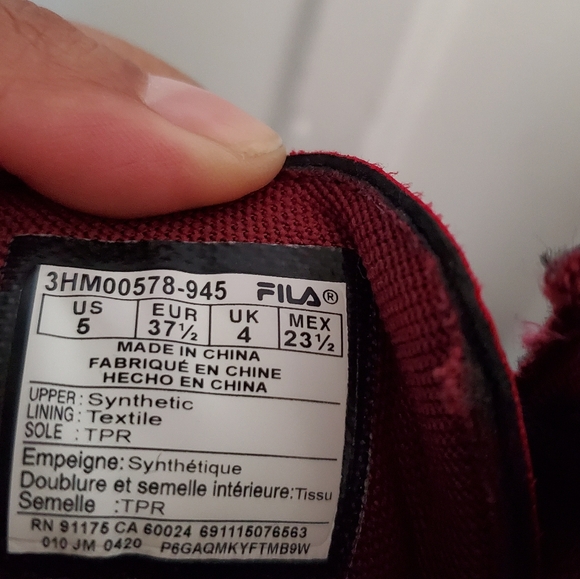 3HM00578-945 FILA®
US EUR UK MEX
5 37½ 4 23½
MADE IN CHINA
FABRIQUÉ EN CHINE
HECHO EN CHINA
UPPER: Synthetic
LINING: Textile
SOLE : TPR
Empeigne: Synthétique
Doublure et semelle intérieure: Tissu
Semelle :TPR
RN 91175 CA 60024 691115076563
010 JM 0420 P6GAQMKYFTMB9W